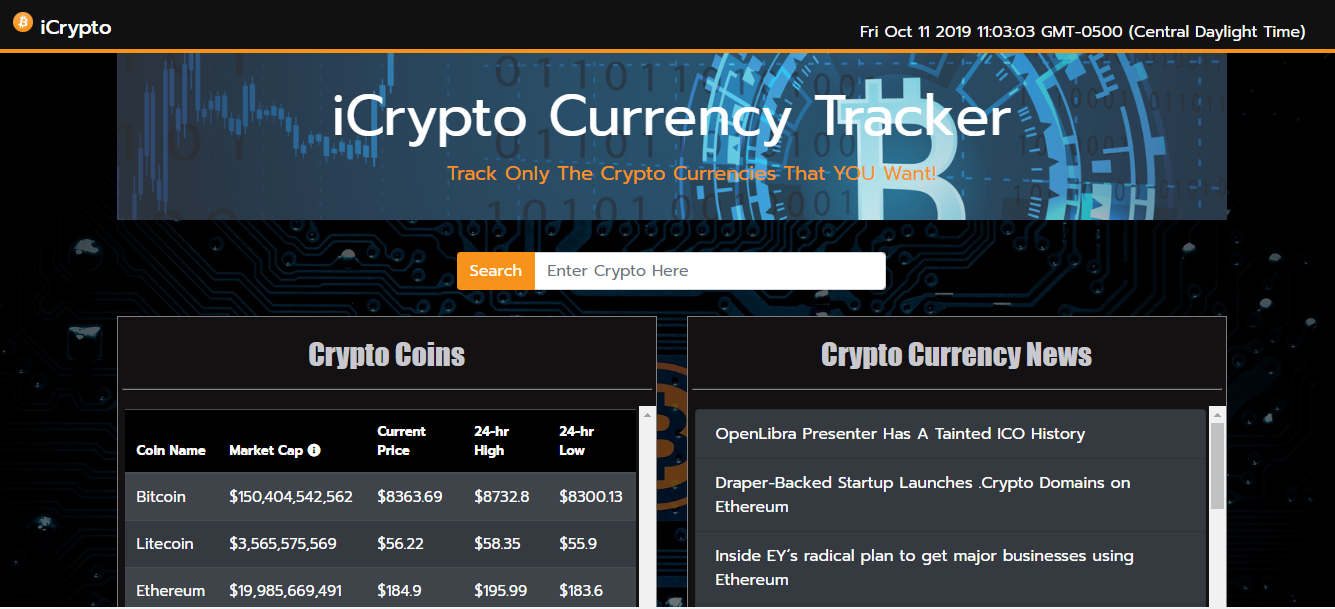 iCrypto
Fri Oct 11 2019 11:03:03 GMT-0500 (Central Daylight Time)
iCrypto Currency Tracker
Track Only The Crypto Currencies That YOU Want!
Search Enter Crypto Here
Crypto Coins
Coin Name Market Cap Current Price 24-hr High 24-hr Low
Bitcoin $150,404,542,562 $8363.69 $8732.8 $8300.13
Litecoin $3,565,575,569 $56.22 $58.35 $55.9
Ethereum $19,985,669,491 $184.9 $195.99 $183.6
Crypto Currency News
OpenLibra Presenter Has A Tainted ICO History
Draper-Backed Startup Launches .Crypto Domains on
Ethereum
Inside EY’s radical plan to get major businesses using
Ethereum